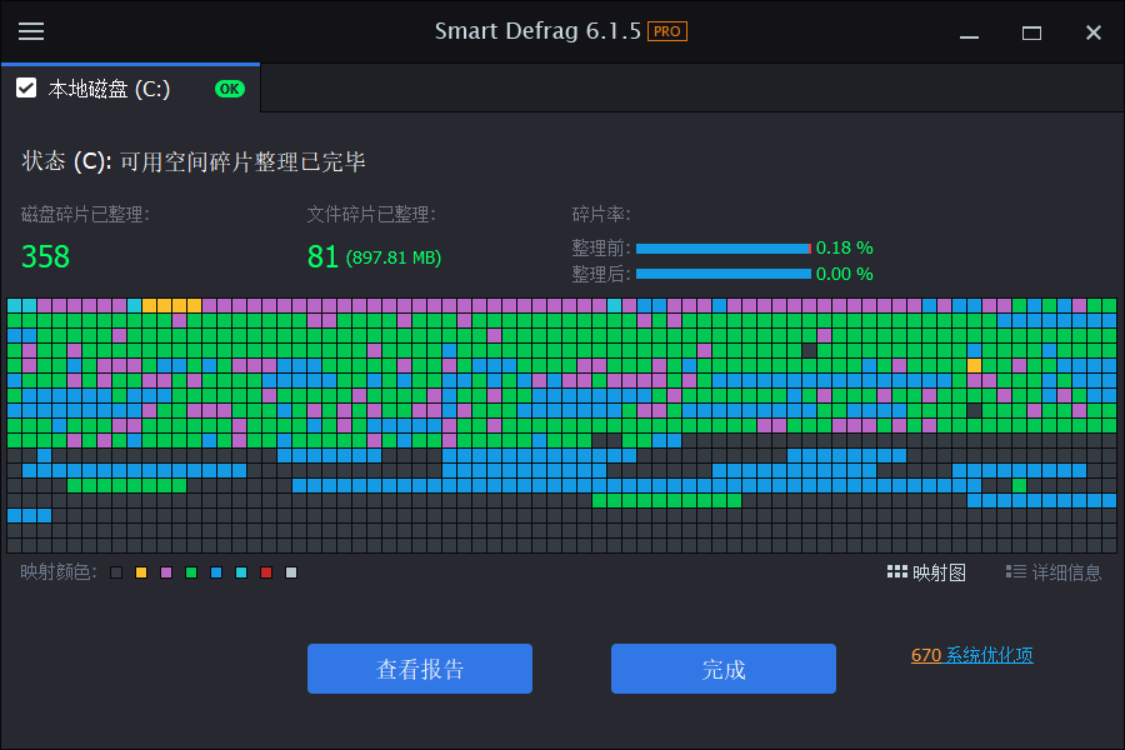 Smart Defrag 6.1.5 PRO
本地磁盘 (C:) OK
状态 (C): 可用空间碎片整理已完毕
磁盘碎片已整理: 文件碎片已整理: 碎片率:
358 81 (897.81 MB)
整理前: 0.18 %
整理后: 0.00 %
映射颜色: 映射图 详细信息
查看报告 完成 670 系统优化项